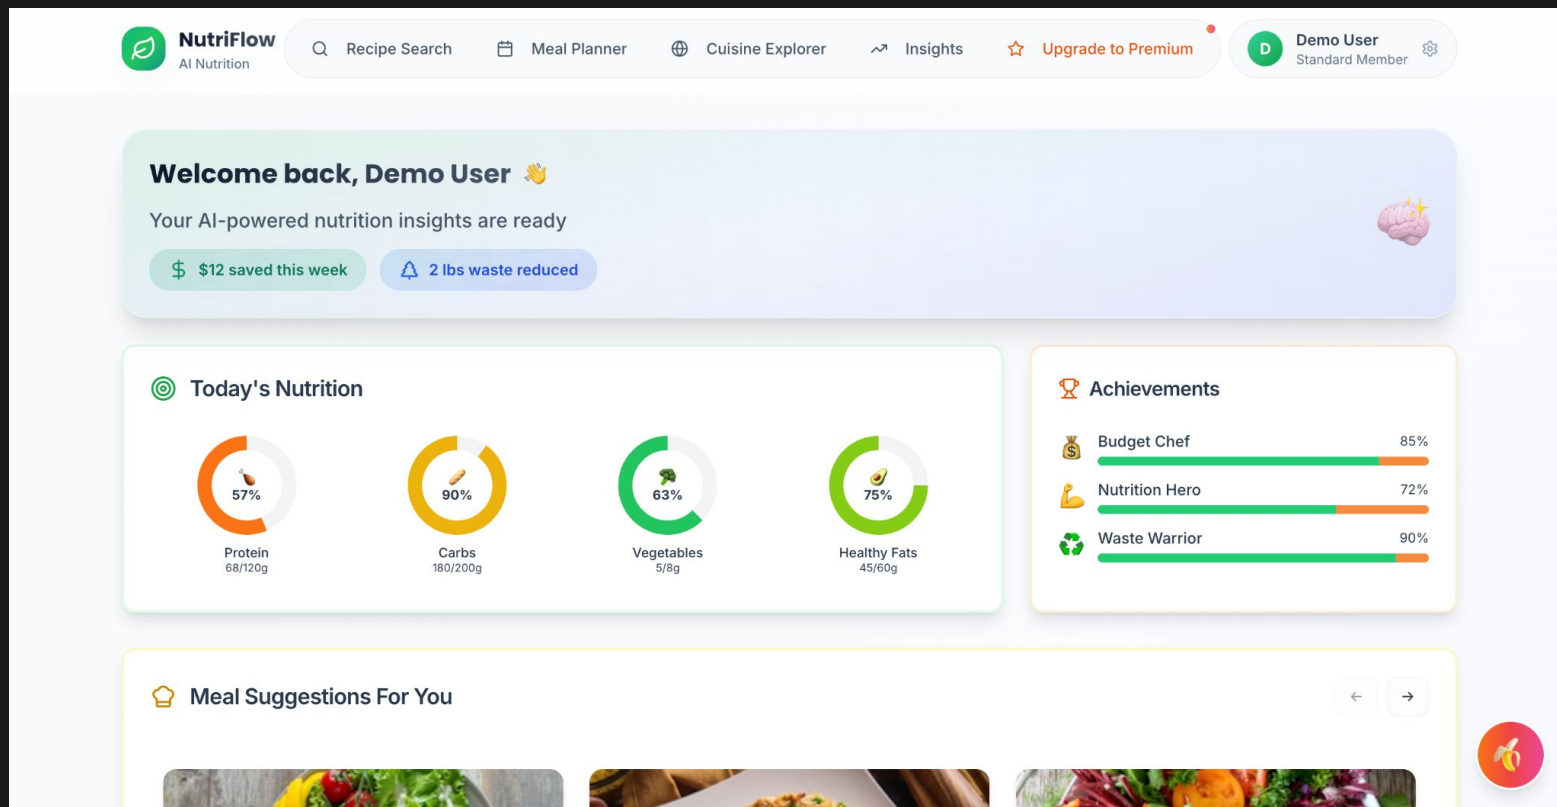 NutriFlow
AI Nutrition
Recipe Search
Meal Planner
Cuisine Explorer
Insights
Upgrade to Premium
D
Demo User
Standard Member
Welcome back, Demo User 👋
Your AI-powered nutrition insights are ready
$12 saved this week
2 lbs waste reduced
Today's Nutrition
57%
Protein
68/120g
90%
Carbs
180/200g
63%
Vegetables
5/8g
75%
Healthy Fats
45/60g
Achievements
Budget Chef 85%
Nutrition Hero 72%
Waste Warrior 90%
Meal Suggestions For You